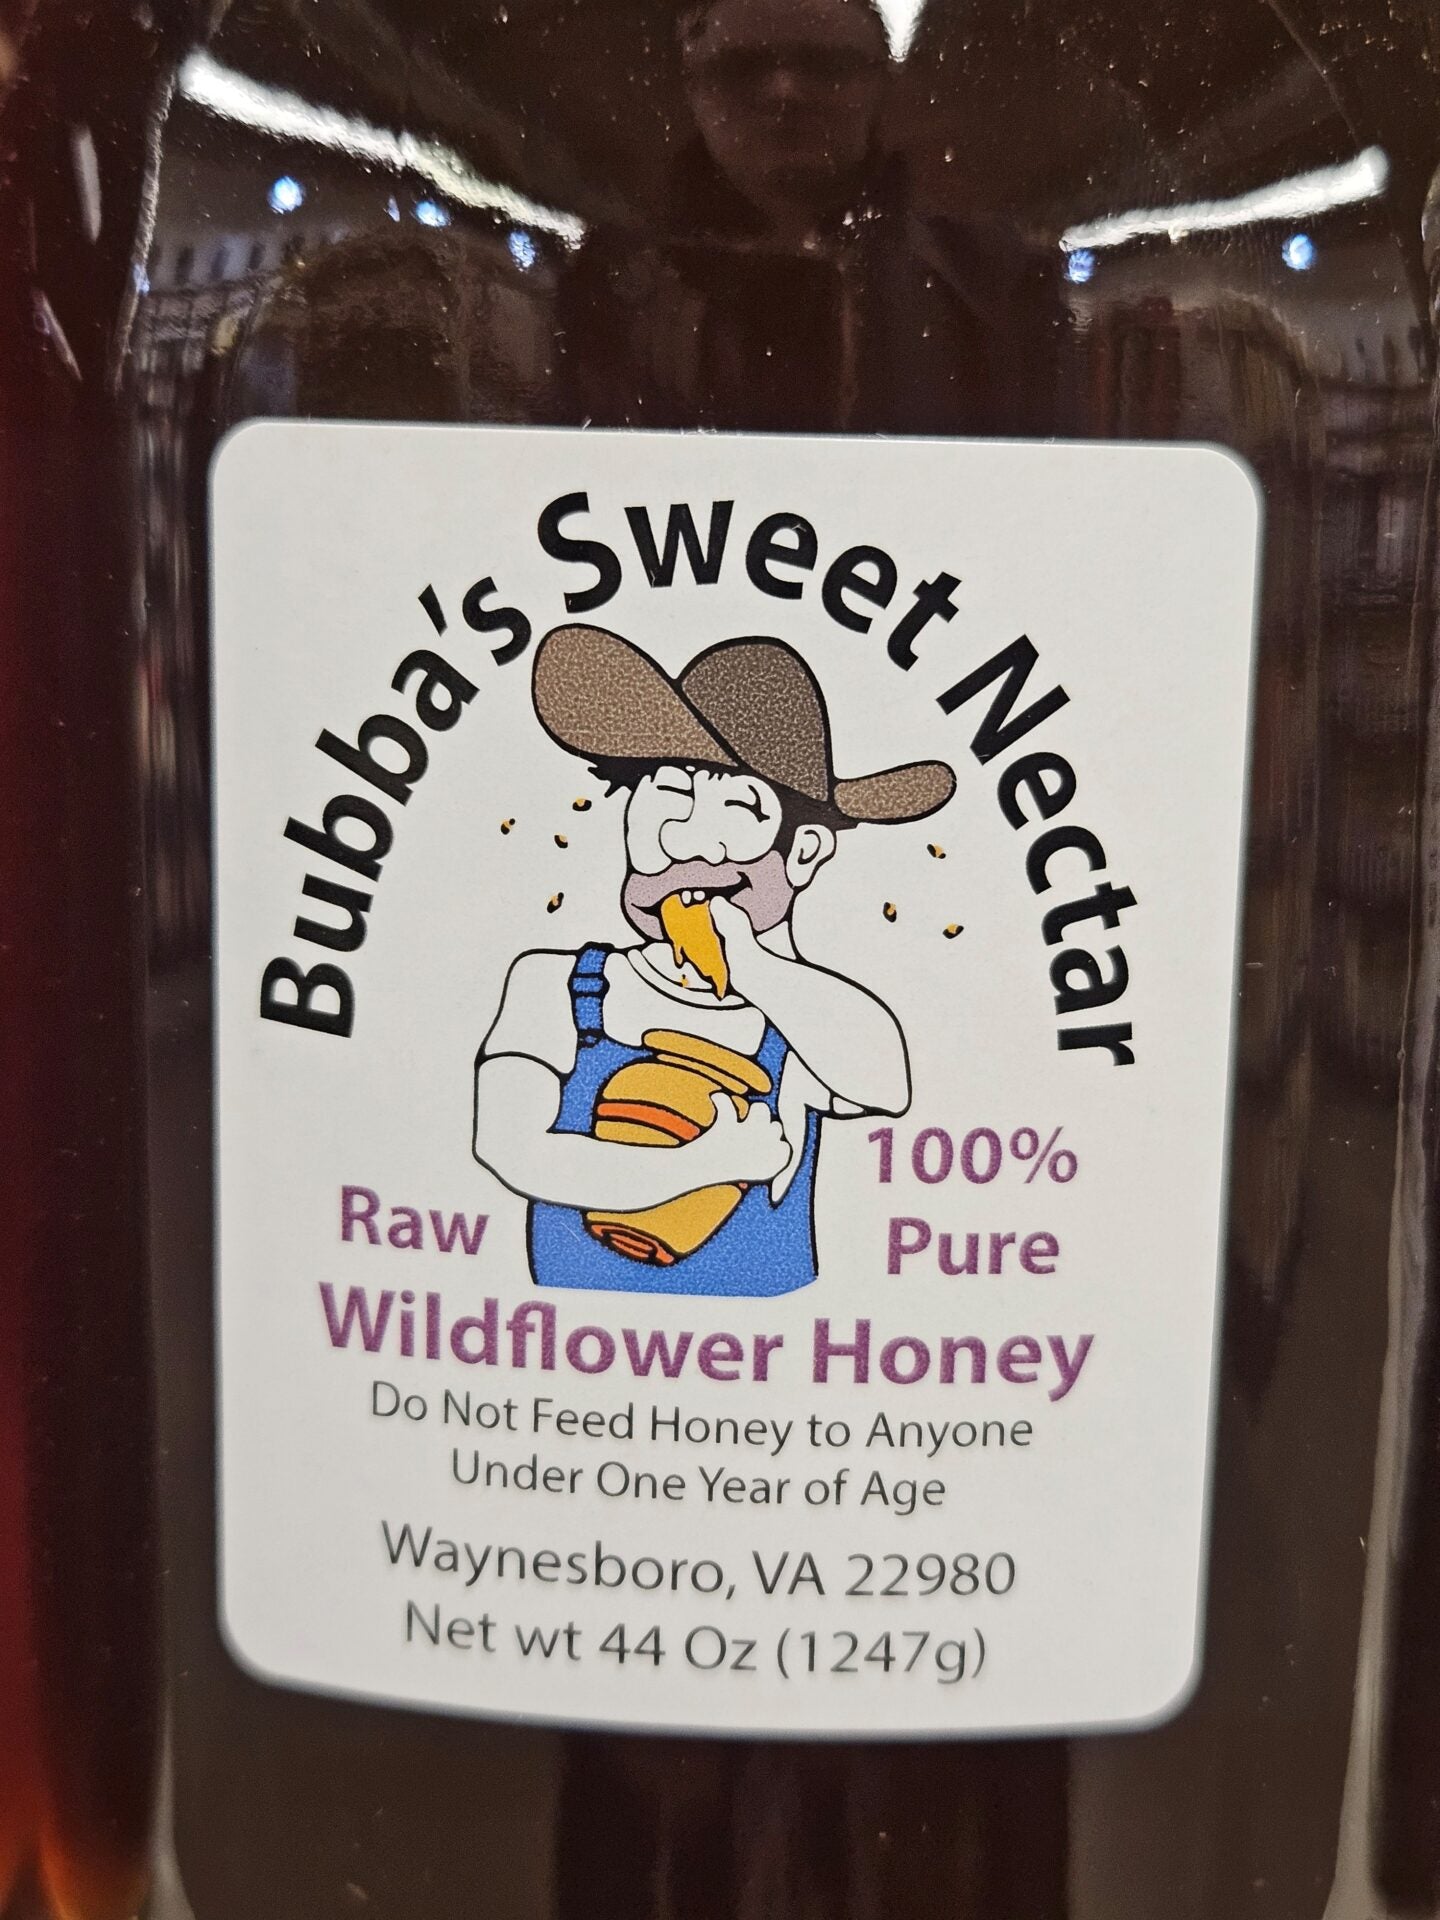 Bubba's Sweet Nectar
Raw
100%
Pure
Wildflower Honey
Do Not Feed Honey to Anyone
Under One Year of Age
Waynesboro, VA 22980
Net wt 44 Oz (1247g)